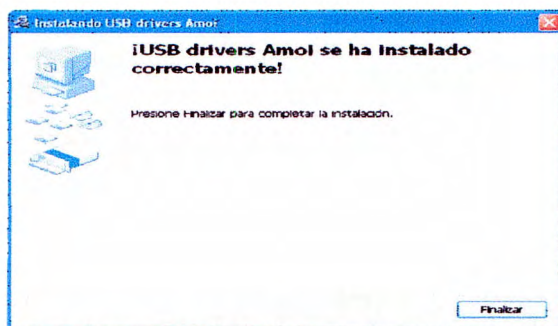 Instalando USB drivers Amoi
¡USB drivers Amoi se ha instalado
correctamente!
Presione Finalizar para completar la instalación.
Finalizar